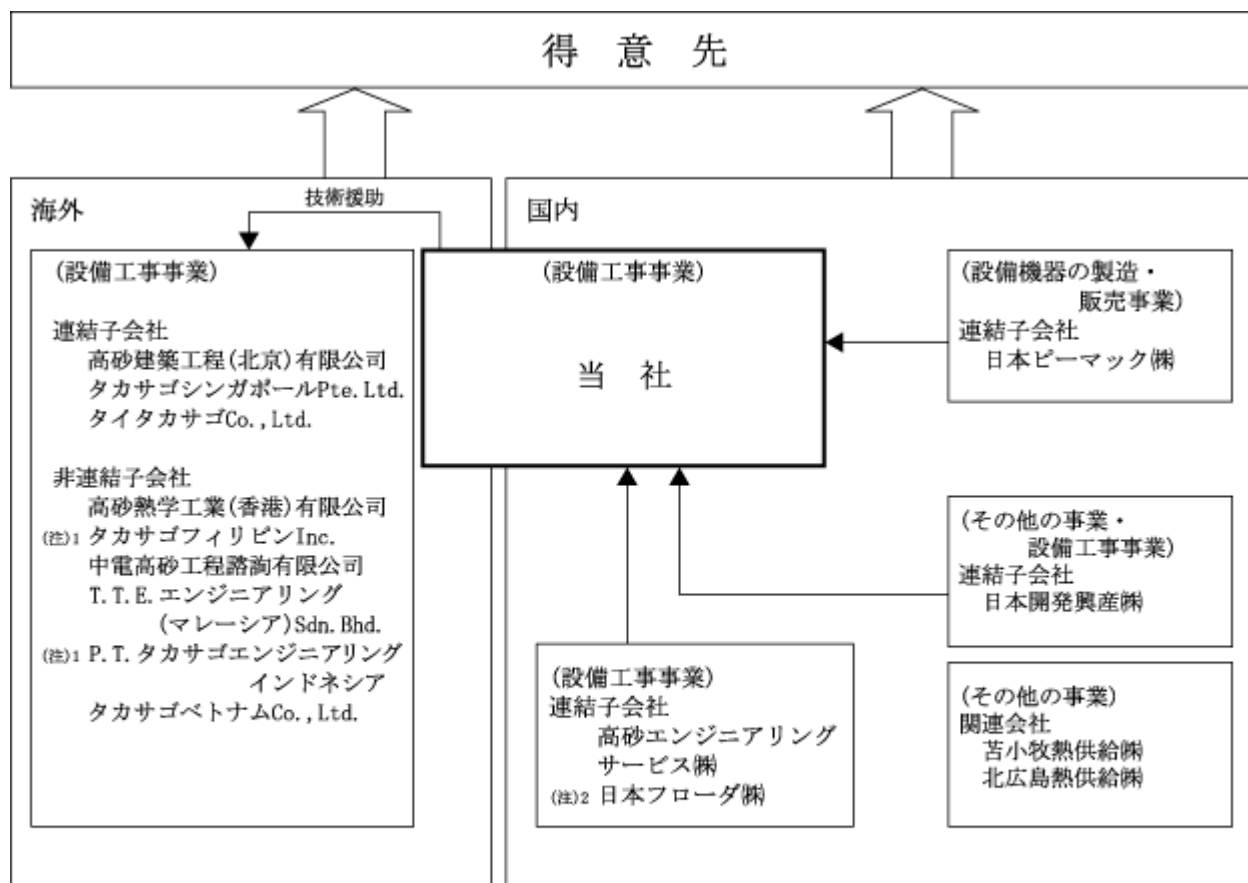 得意先
海外
技術援助
(設備工事事業)
連結子会社
高砂建築工程(北京)有限公司
タカサゴシンガポールPte.Ltd.
タイタカサゴCo.,Ltd.
非連結子会社
高砂熱学工業(香港)有限公司
(注)1 タカサゴフィリピンInc.
中電高砂工程諮詢有限公司
T.T.E.エンジニアリング
(マレーシア)Sdn.Bhd.
(注)1 P.T.タカサゴエンジニアリング
インドネシア
タカサゴベトナムCo.,Ltd.
国内
(設備工事事業)
当社
(設備機器の製造・
販売事業)
連結子会社
日本ピーマック㈱
(その他の事業・
設備工事事業)
連結子会社
日本開発興産㈱
(設備工事事業)
連結子会社
高砂エンジニアリング
サービス㈱
(注)2 日本フローダ㈱
(その他の事業)
関連会社
苫小牧熱供給㈱
北広島熱供給㈱